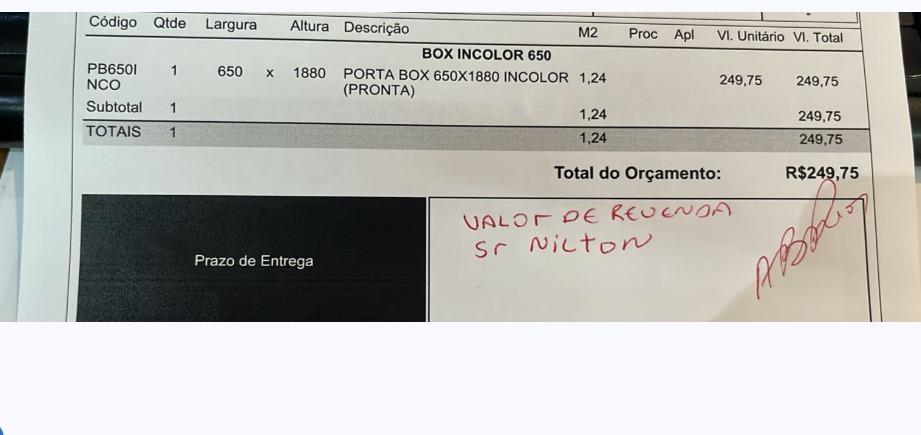 Código Qtde Largura Altura Descrição M2 Proc Apl Vl. Unitário Vl. Total
BOX INCOLOR 650
PB650I 1 650 x 1880 PORTA BOX 650X1880 INCOLOR 1,24 249,75 249,75
NCO (PRONTA)
Subtotal 1 1,24 249,75
TOTAIS 1 1,24 249,75
Total do Orçamento: R$249,75
VALOR DE REVENDA
Sr NiLTON
Prazo de Entrega